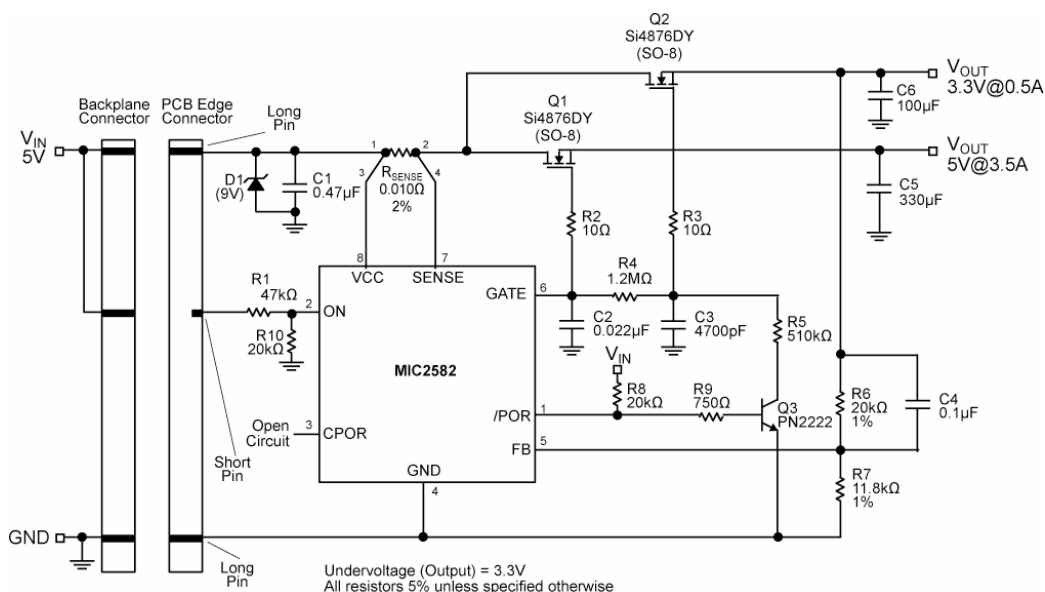 Q2
Si4876DY
(SO-8)
VOUT
3.3V@0.5A
C6
100µF
Backplane
Connector
PCB Edge
Connector
Long
Pin
Q1
Si4876DY
(SO-8)
VIN
5V
1
2
3
RSENSE
0.010Ω
2%
4
D1
(9V)
C1
0.47µF
VOUT
5V@3.5A
C5
330µF
R2
10Ω
R3
10Ω
8
VCC
7
SENSE
R1
47kΩ
2
ON
GATE
6
R4
1.2MΩ
R10
20kΩ
C2
0.022µF
C3
4700pF
R5
510kΩ
MIC2582
VIN
R8
20kΩ
R9
750Ω
/POR
1
Q3
PN2222
R6
20kΩ
1%
C4
0.1µF
Open
Circuit
3
CPOR
FB
5
Short
Pin
GND
4
R7
11.8kΩ
1%
GND
Long
Pin
Undervoltage (Output) = 3.3V
All resistors 5% unless specified otherwise